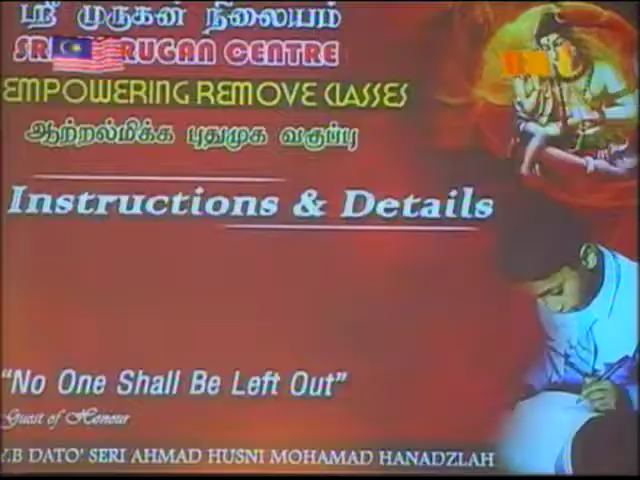 ஸ்ரீ முருகன் நிலையம்
CENTRE
EMPOWERING REMOVE CLASSES
ஆற்றல்மிக்க புதுமுக வகுப்பு
Instructions & Details
"No One Shall Be Left Out"
Guest of Honour
Y.B DATO' SERI AHMAD HUSNI MOHAMAD HANADZLAH